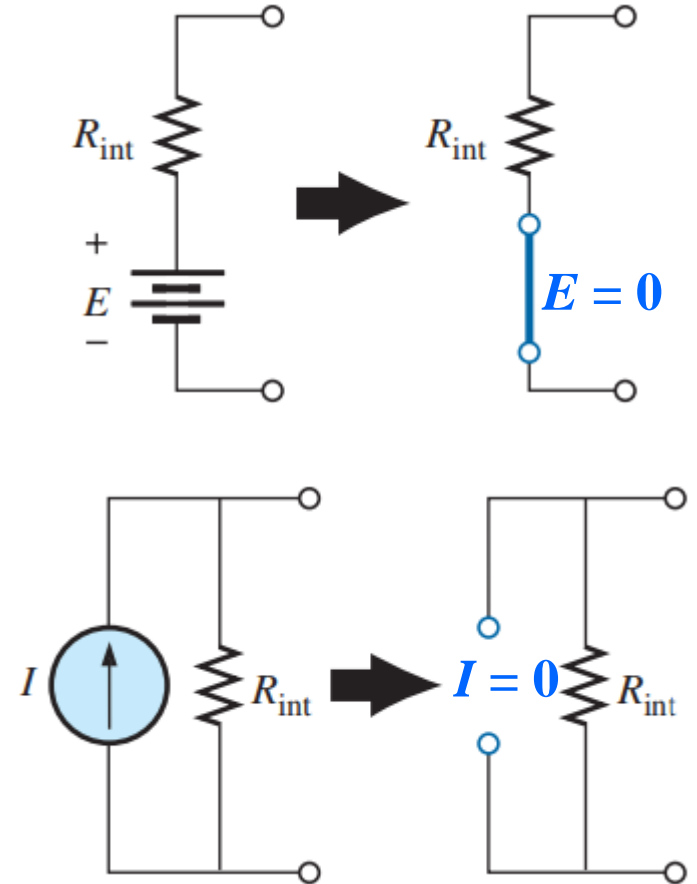 R_int
+
E
−
R_int
E = 0
I
R_int
I = 0
R_int